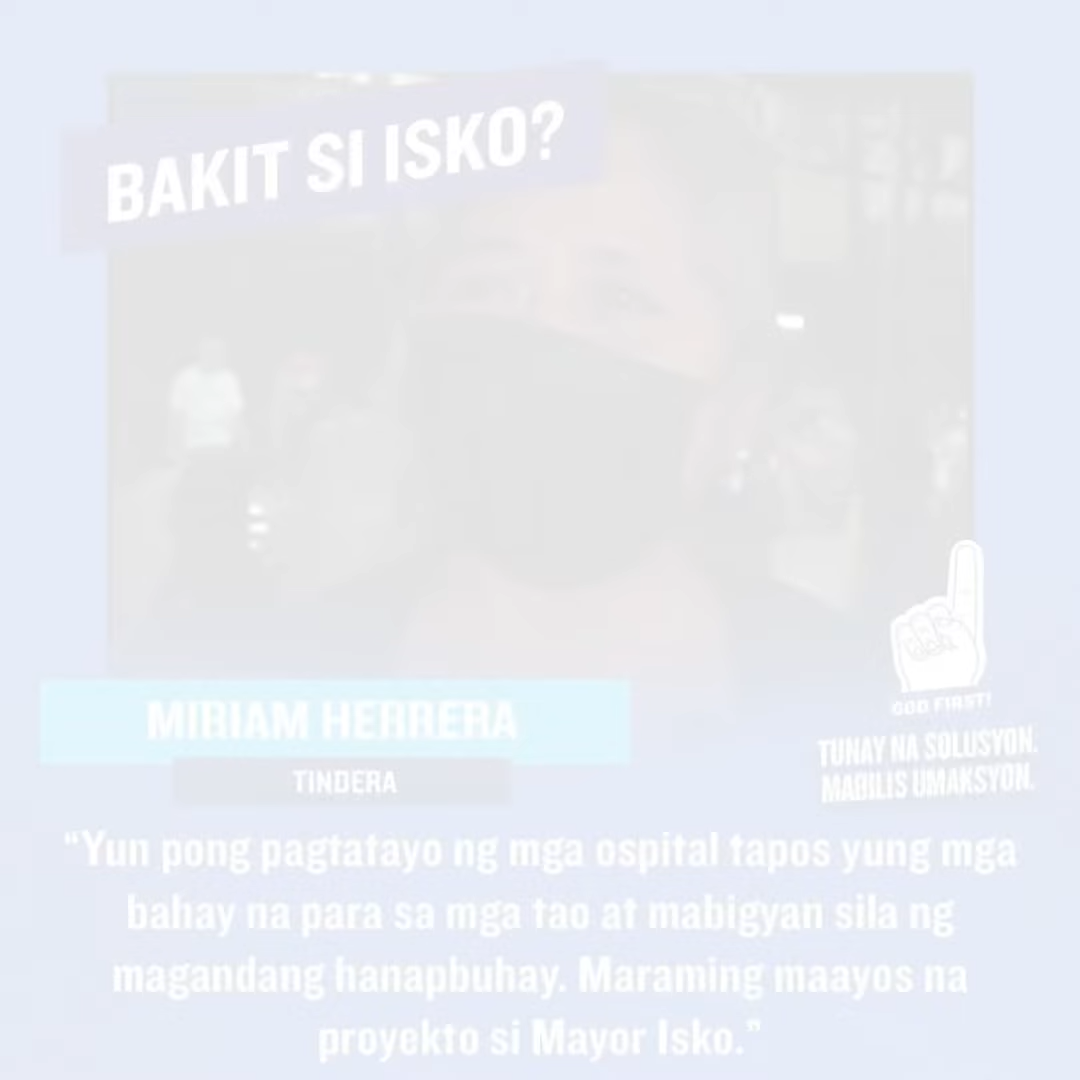 BAKIT SI ISKO?
MIRIAM HERRERA
TINDERA
GOD FIRST!
TUNAY NA SOLUSYON.
MABILIS UMAKSYON.
“Yun pong pagtatayo ng mga ospital tapos yung mga
bahay na para sa mga tao at mabigyan sila ng
magandang hanapbuhay. Maraming maayos na
proyekto si Mayor Isko.”